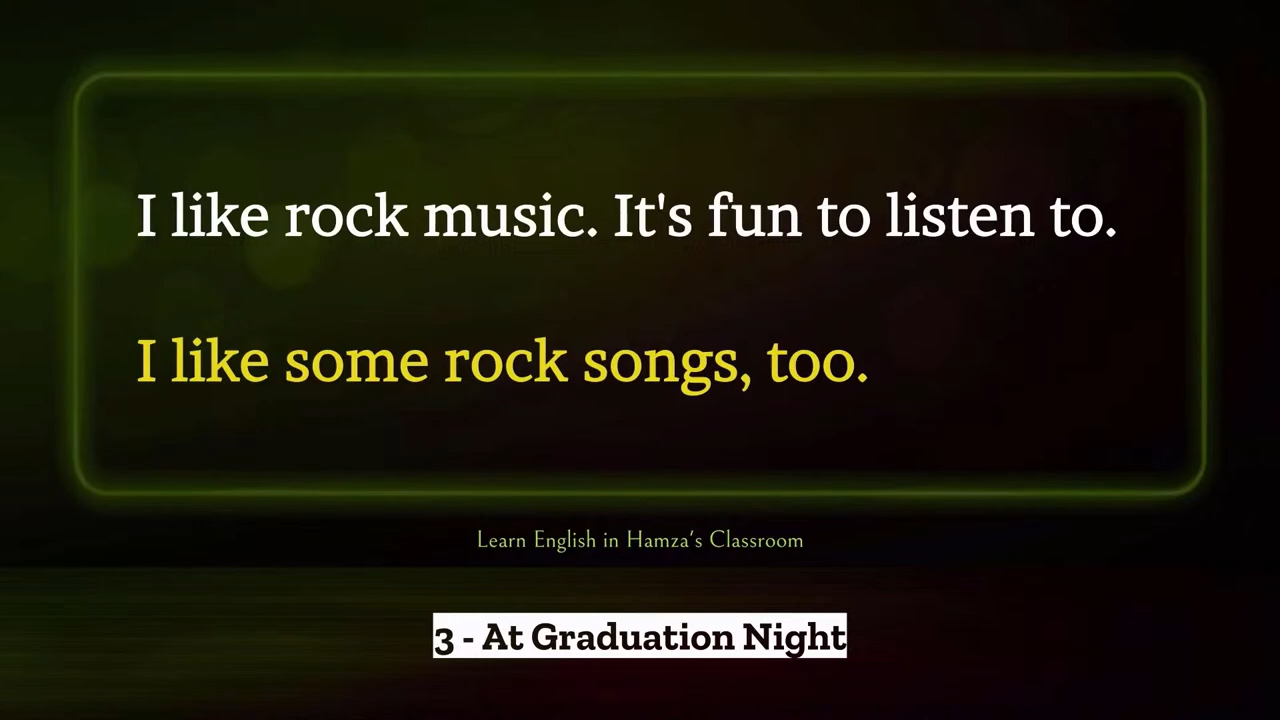 I like rock music. It's fun to listen to.
I like some rock songs, too.
Learn English in Hamza's Classroom
3 - At Graduation Night